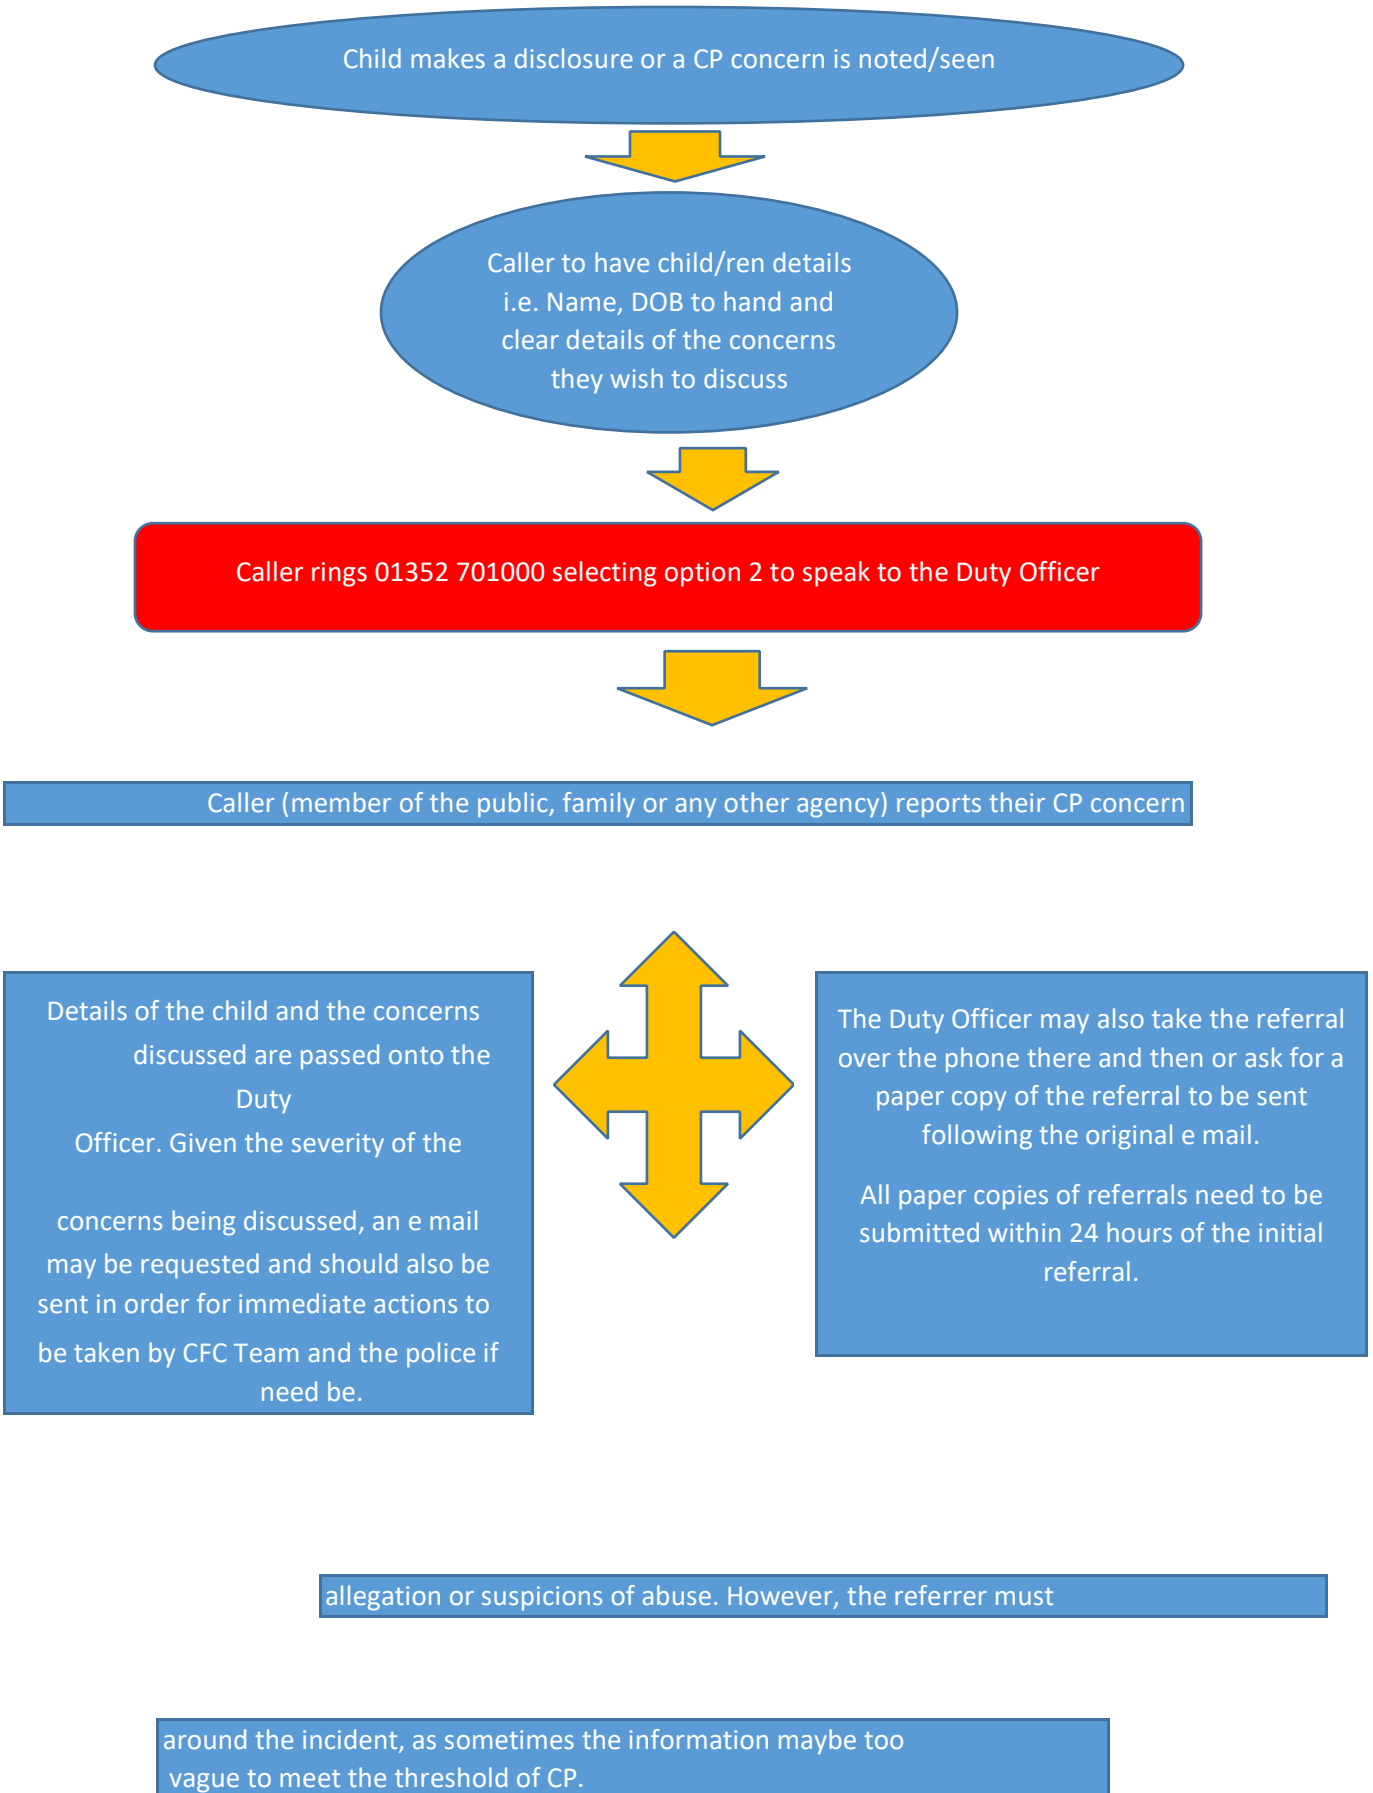 Child makes a disclosure or a CP concern is noted/seen
Caller to have child/ren details
i.e. Name, DOB to hand and
clear details of the concerns
they wish to discuss
Caller rings 01352 701000 selecting option 2 to speak to the Duty Officer
Caller (member of the public, family or any other agency) reports their CP concern
Details of the child and the concerns
discussed are passed onto the
Duty
Officer. Given the severity of the
concerns being discussed, an e mail
may be requested and should also be
sent in order for immediate actions to
be taken by CFC Team and the police if
need be.
The Duty Officer may also take the referral
over the phone there and then or ask for a
paper copy of the referral to be sent
following the original e mail.
All paper copies of referrals need to be
submitted within 24 hours of the initial
referral.
allegation or suspicions of abuse. However, the referrer must
around the incident, as sometimes the information maybe too
vague to meet the threshold of CP.